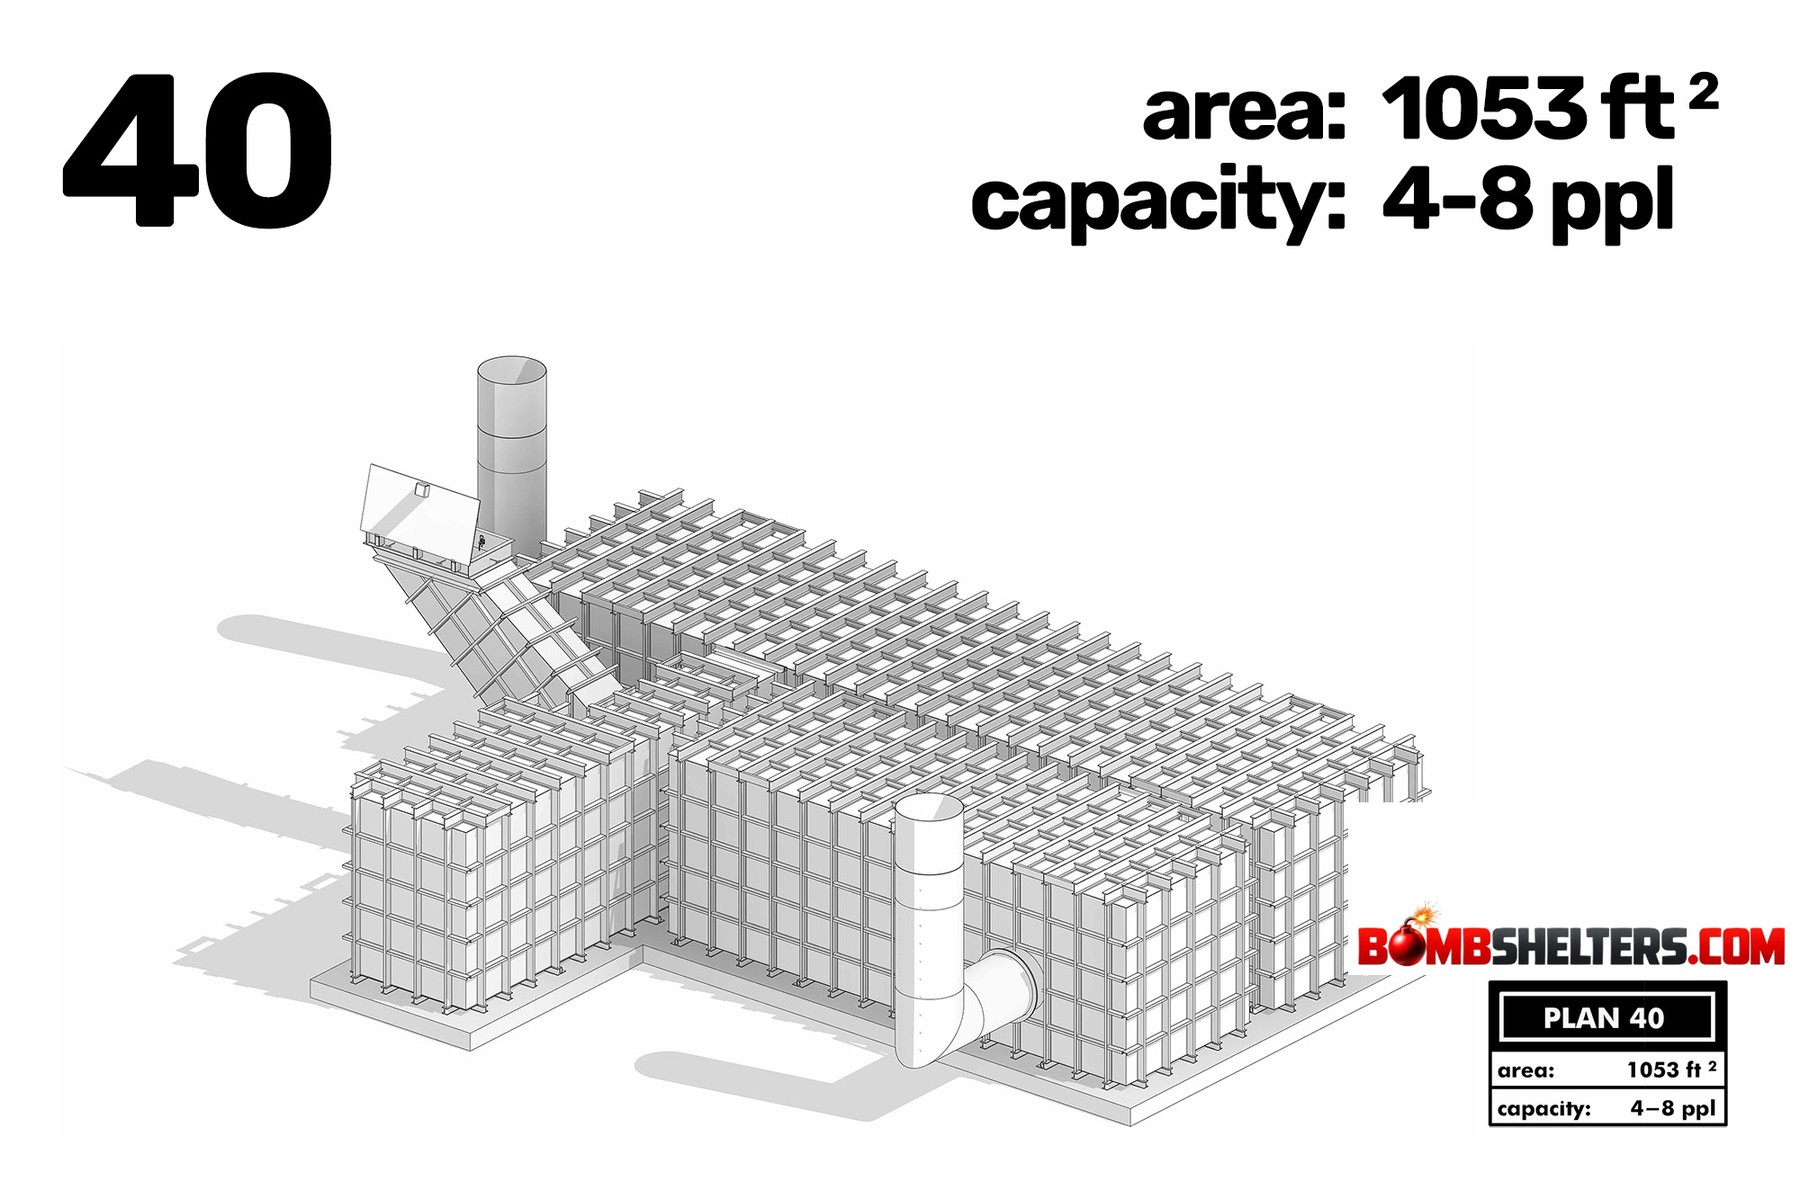 40
area: 1053 ft ²
capacity: 4-8 ppl
BOMBSHELTERS.COM
PLAN 40
area: 1053 ft ²
capacity: 4–8 ppl